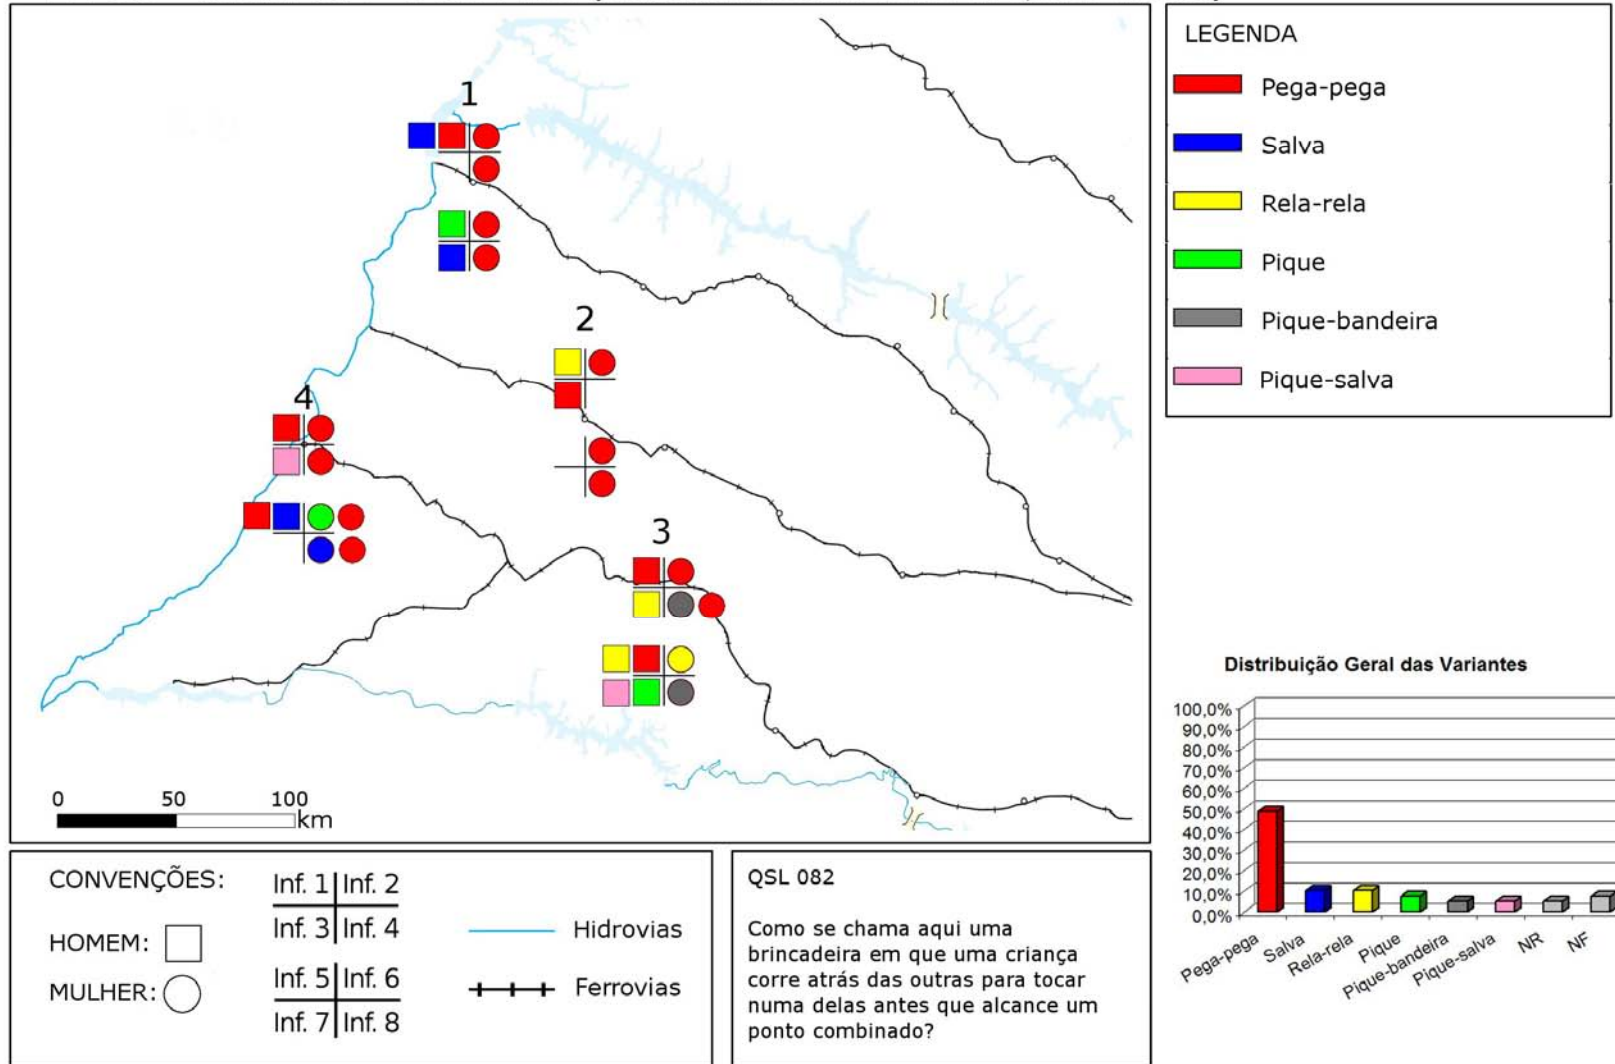 1
2
3
4
0 50 100
km
LEGENDA
Pega-pega
Salva
Rela-rela
Pique
Pique-bandeira
Pique-salva
CONVENÇÕES:
HOMEM:
MULHER:
Inf. 1 Inf. 2
Inf. 3 Inf. 4
Inf. 5 Inf. 6
Inf. 7 Inf. 8
Hidrovias
Ferrovias
QSL 082
Como se chama aqui uma
brincadeira em que uma criança
corre atrás das outras para tocar
numa delas antes que alcance um
ponto combinado?
Distribuição Geral das Variantes
100,0%
90,0%
80,0%
70,0%
60,0%
50,0%
40,0%
30,0%
20,0%
10,0%
0,0%
Pega-pega
Salva
Rela-rela
Pique
Pique-bandeira
Pique-salva
NR
NF